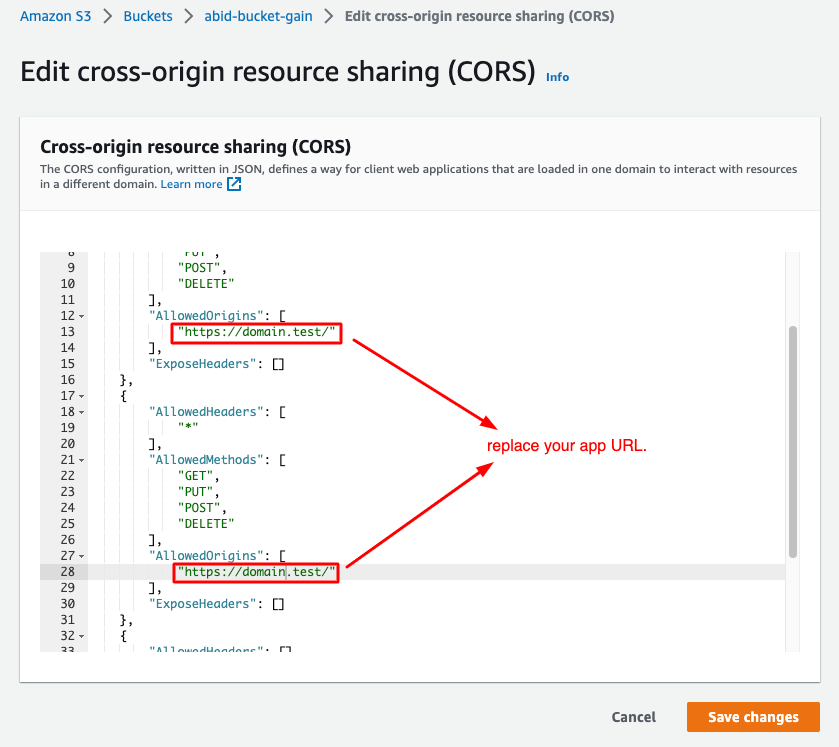 Amazon S3 > Buckets > abid-bucket-gain > Edit cross-origin resource sharing (CORS)
Edit cross-origin resource sharing (CORS) Info
Cross-origin resource sharing (CORS)
The CORS configuration, written in JSON, defines a way for client web applications that are loaded in one domain to interact with resources
in a different domain. Learn more
8 "PUT",
9 "POST",
10 "DELETE"
11 ],
12 "AllowedOrigins": [
13 "https://domain.test/"
14 ],
15 "ExposeHeaders": []
16 },
17 {
18 "AllowedHeaders": [
19 "*"
20 ],
21 "AllowedMethods": [
replace your app URL.
22 "GET",
23 "PUT",
24 "POST",
25 "DELETE"
26 ],
27 "AllowedOrigins": [
28 "https://domain.test/"
29 ],
30 "ExposeHeaders": []
31 },
32 {
33 "AllowedHeaders": []
Cancel Save changes